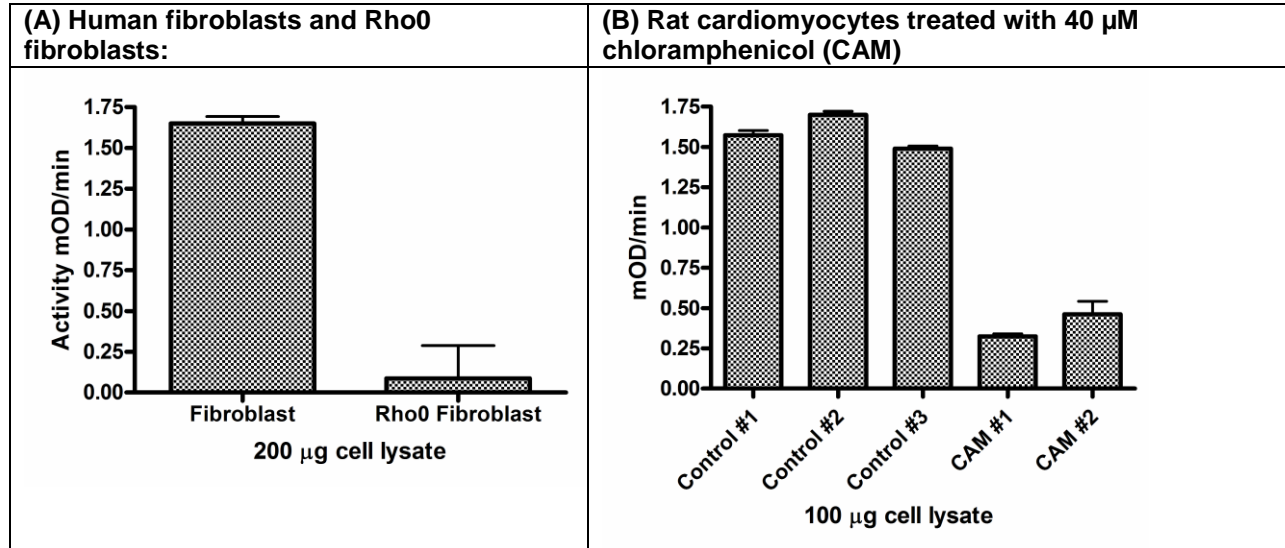 (A) Human fibroblasts and Rho0
fibroblasts:
Activity mOD/min
1.75
1.50
1.25
1.00
0.75
0.50
0.25
0.00
Fibroblast
Rho0 Fibroblast
200 µg cell lysate
(B) Rat cardiomyocytes treated with 40 µM
chloramphenicol (CAM)
mOD/min
1.75
1.50
1.25
1.00
0.75
0.50
0.25
0.00
Control #1
Control #2
Control #3
CAM #1
CAM #2
100 µg cell lysate